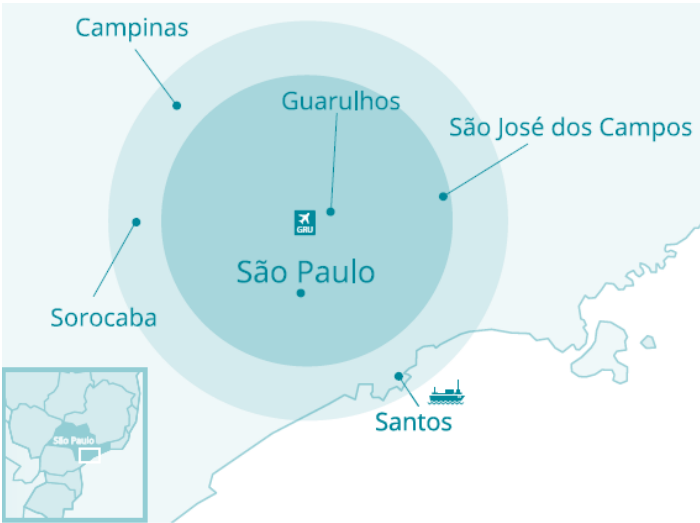 Campinas
Guarulhos
São José dos Campos
GRU
São Paulo
Sorocaba
Santos
São Paulo